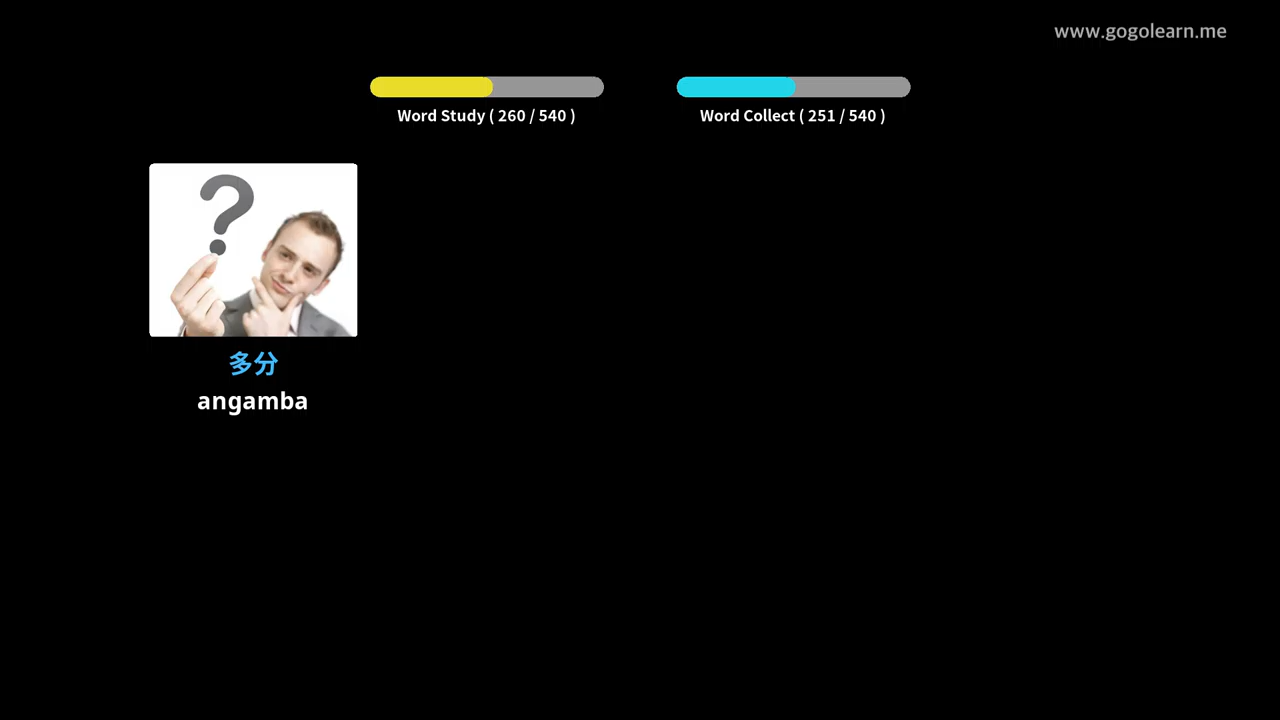 www.gogolearn.me
Word Study ( 260 / 540 )
Word Collect ( 251 / 540 )
?
多分
angamba